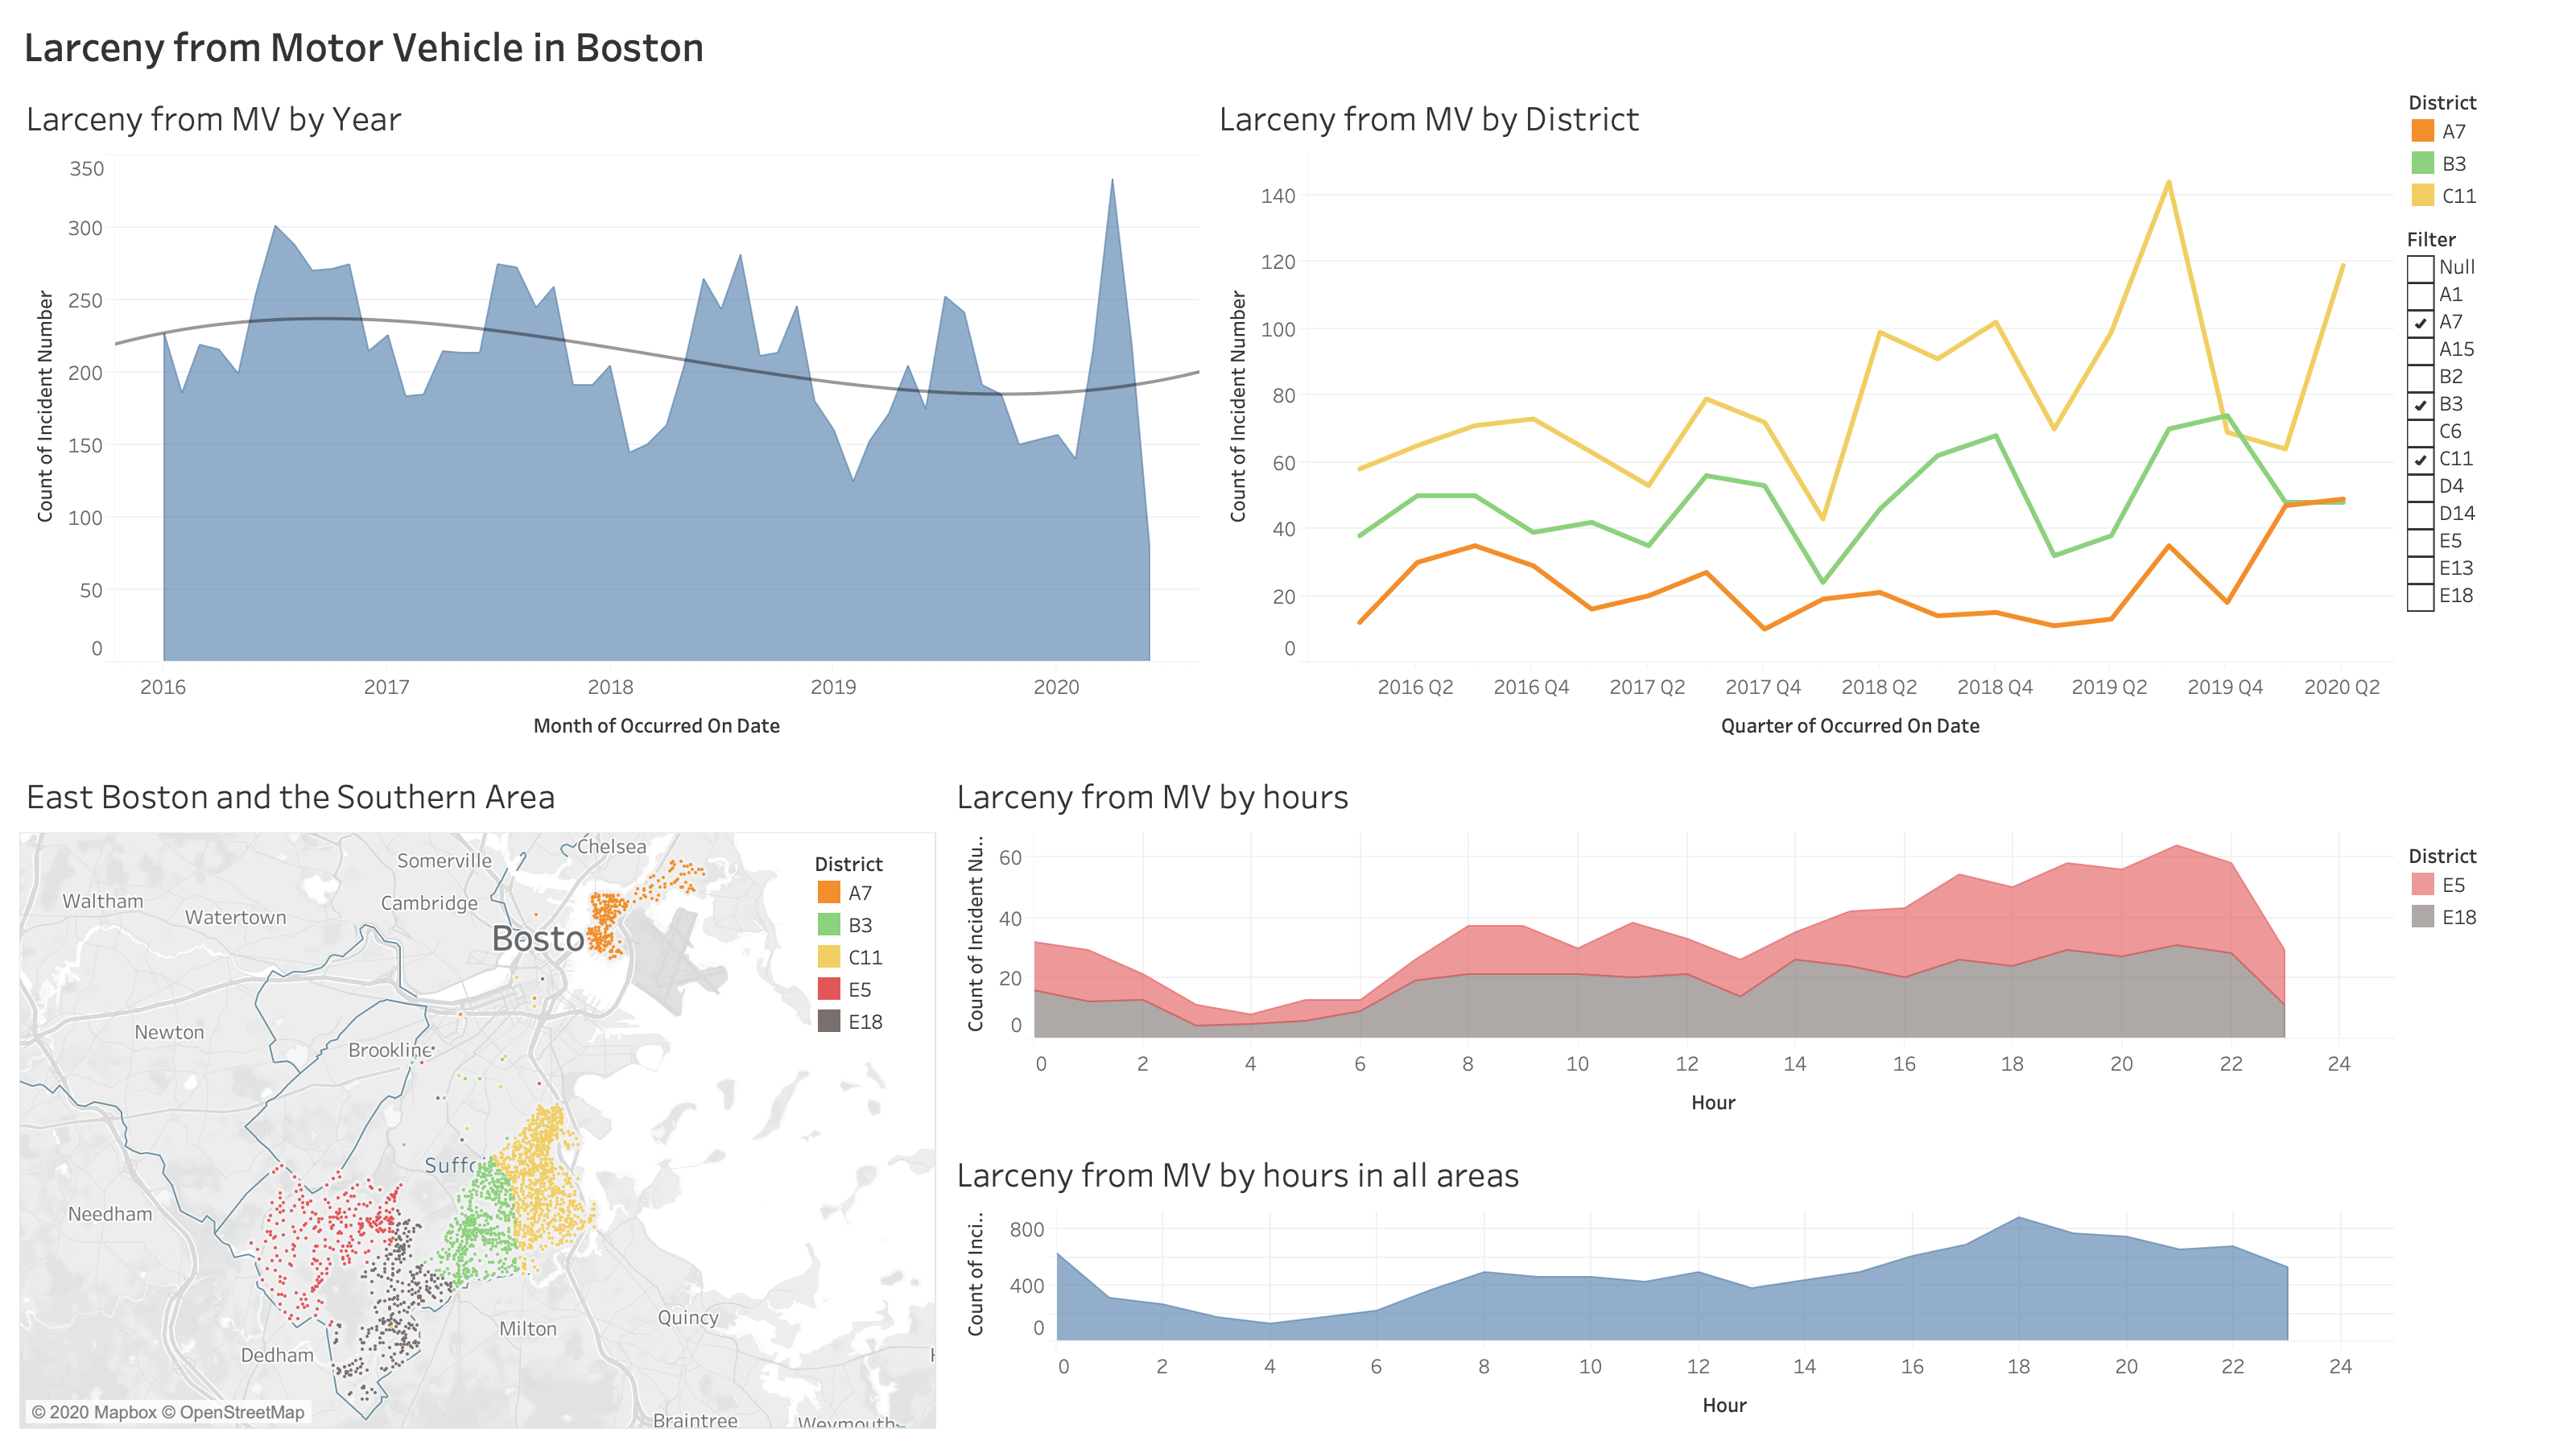 Larceny from Motor Vehicle in Boston
Larceny from MV by Year
350
300
250
200
150
100
50
0
Count of Incident Number
2016
2017
2018
2019
2020
Month of Occurred On Date
Larceny from MV by District
140
120
100
80
60
40
20
0
Count of Incident Number
2016 Q2
2016 Q4
2017 Q2
2017 Q4
2018 Q2
2018 Q4
2019 Q2
2019 Q4
2020 Q2
Quarter of Occurred On Date
District
A7
B3
C11
Filter
Null
A1
A7
A15
B2
B3
C6
C11
D4
D14
E5
E13
E18
East Boston and the Southern Area
Chelsea
Somerville
Waltham
Cambridge
Watertown
Bosto
Newton
Brookline
Suffo
Needham
Quincy
Milton
Dedham
Braintree
Weymouth
District
A7
B3
C11
E5
E18
© 2020 Mapbox © OpenStreetMap
Larceny from MV by hours
60
40
20
0
Count of Incident Nu..
0
2
4
6
8
10
12
14
16
18
20
22
24
Hour
District
E5
E18
Larceny from MV by hours in all areas
800
400
0
Count of Inci..
0
2
4
6
8
10
12
14
16
18
20
22
24
Hour